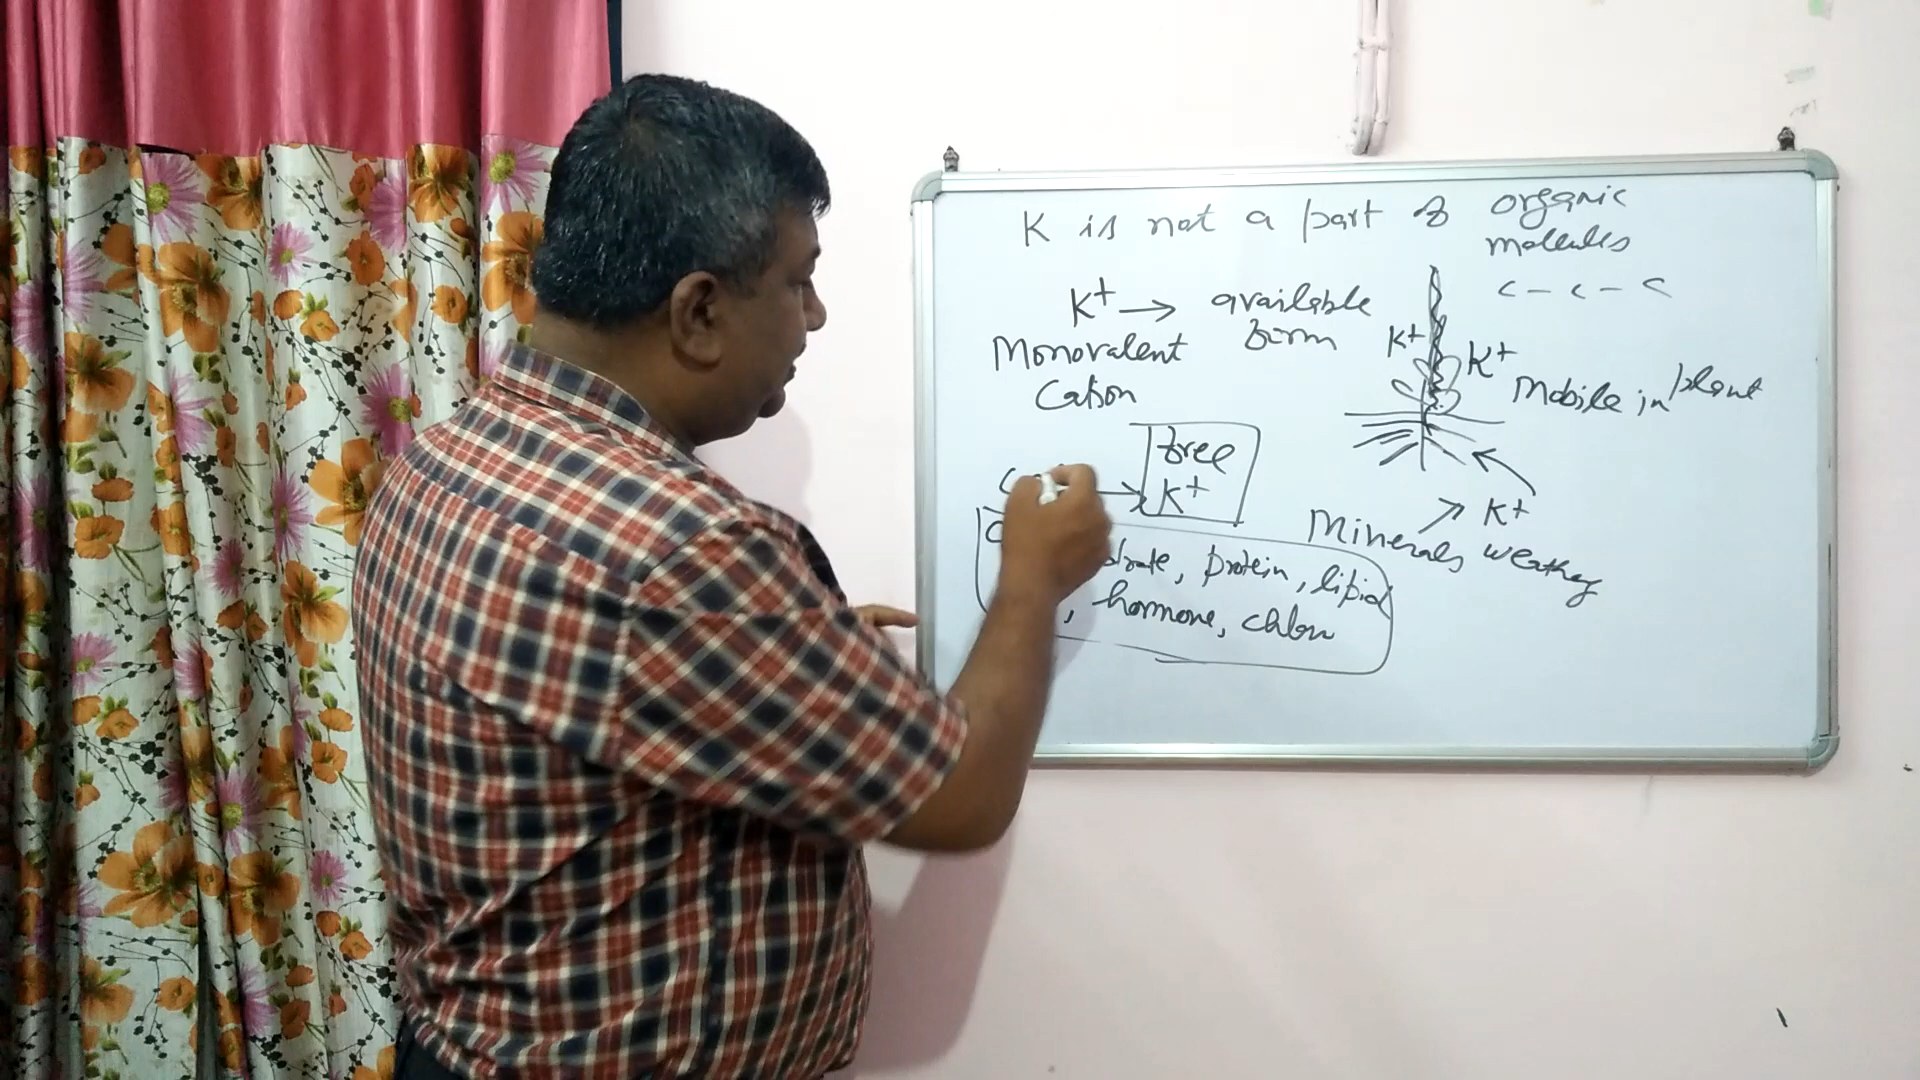 K is not a part of organic
molecules
C - C - C
K+ → available
form
Monovalent
Cation
K+
K+
Mobile in plant
free
K+
K+
Minerals weathering
protein, lipid
, hormone, chloro